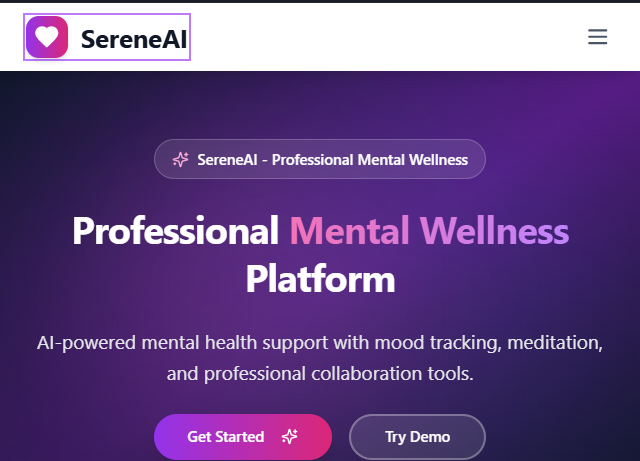 SereneAI
SereneAI - Professional Mental Wellness
Professional Mental Wellness
Platform
AI-powered mental health support with mood tracking, meditation,
and professional collaboration tools.
Get Started
Try Demo